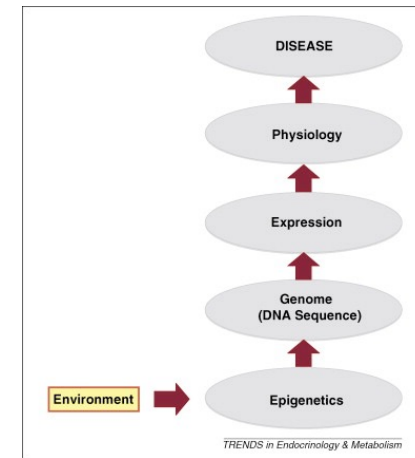 DISEASE
Physiology
Expression
Genome
(DNA Sequence)
Environment
Epigenetics
TRENDS in Endocrinology & Metabolism